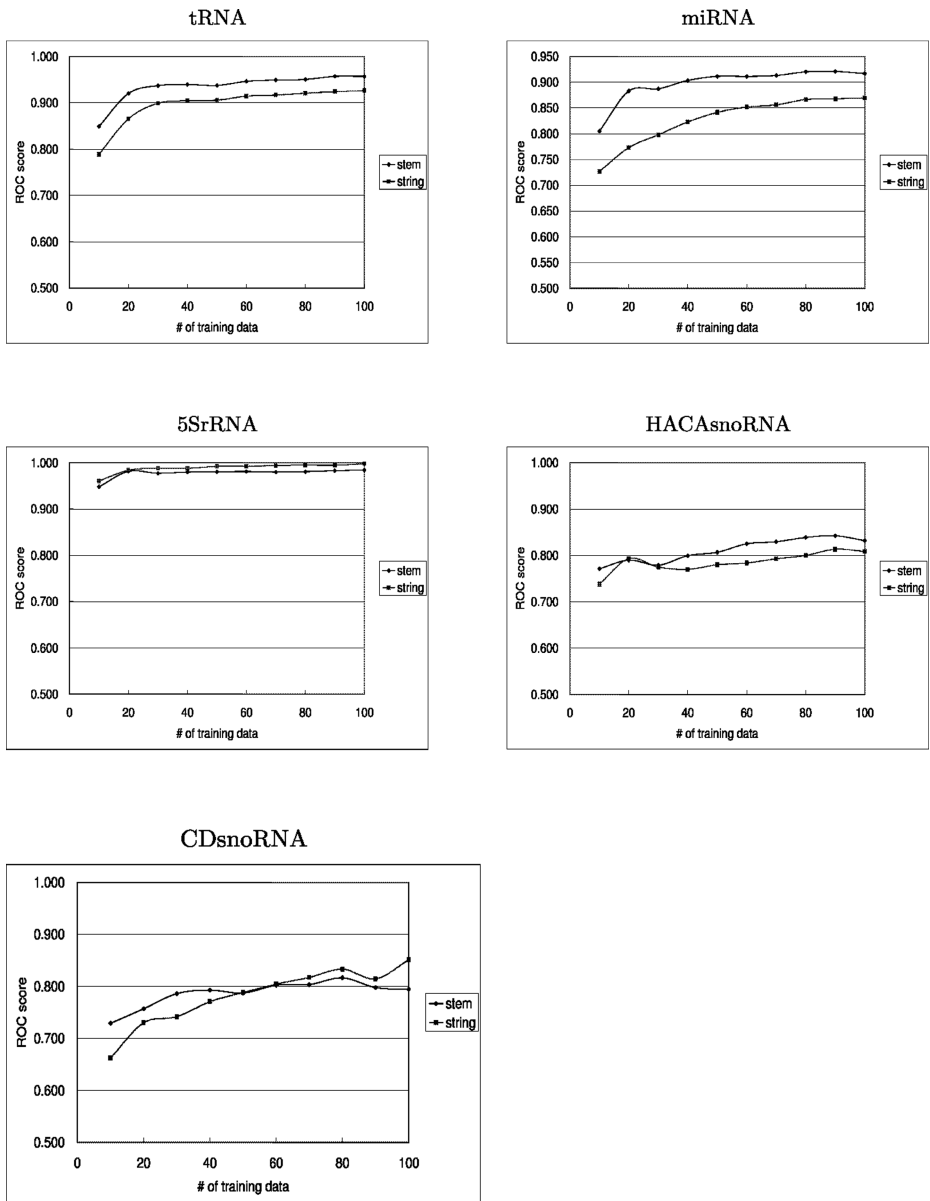 tRNA
1.000
0.900
0.800
0.700
0.600
0.500
ROC score
0 20 40 60 80 100
# of training data
stem
string
miRNA
0.950
0.900
0.850
0.800
0.750
0.700
0.650
0.600
0.550
0.500
ROC score
0 20 40 60 80 100
# of training data
stem
string
5SrRNA
1.000
0.900
0.800
0.700
0.600
0.500
ROC score
0 20 40 60 80 100
# of training data
stem
string
HACAsnoRNA
1.000
0.900
0.800
0.700
0.600
0.500
ROC score
0 20 40 60 80 100
# of training data
stem
string
CDsnoRNA
1.000
0.900
0.800
0.700
0.600
0.500
ROC score
0 20 40 60 80 100
# of training data
stem
string